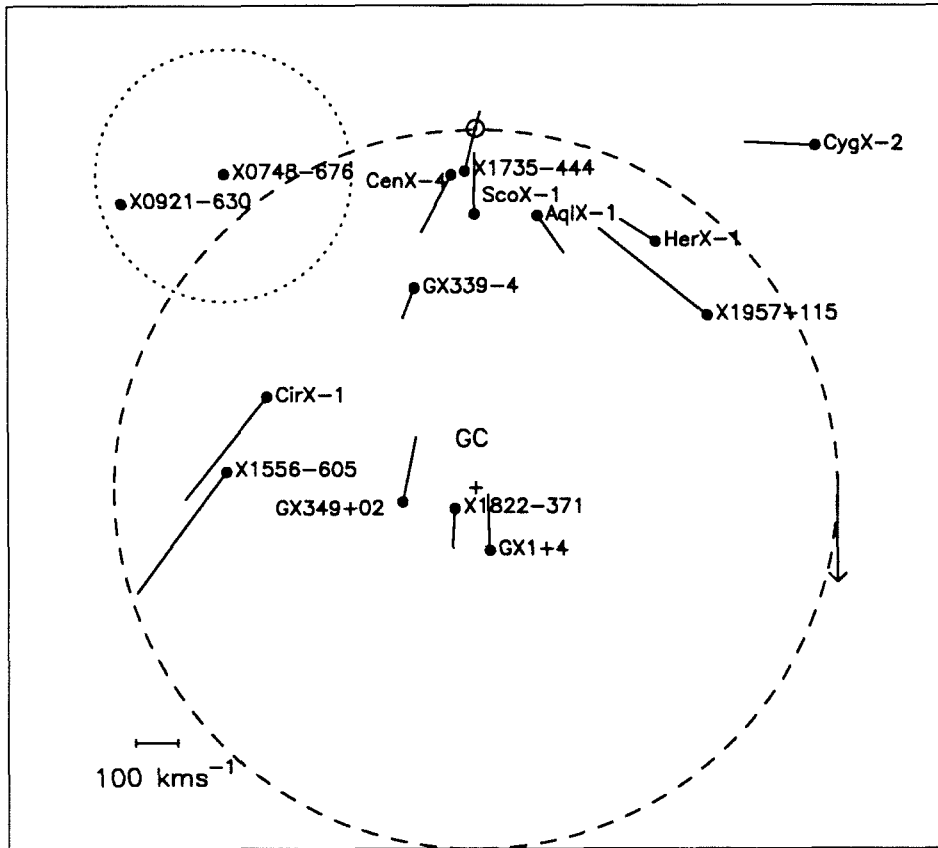 CygX-2
X0748-676
X1735-444
CenX-4
X0921-630
ScoX-1
AqlX-1
HerX-1
GX339-4
X1957+115
CirX-1
GC
X1556-605
GX349+02
X1822-371
GX1+4
100 kms⁻¹